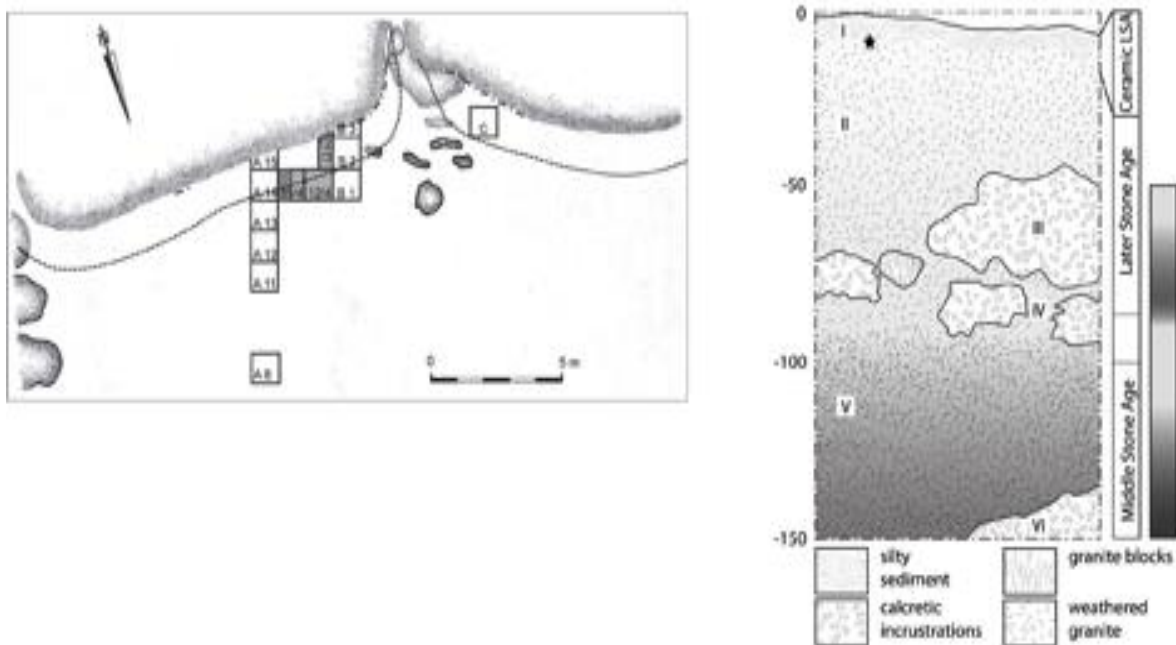 C
B 3
A 15
B 2
A 14
B 1
A 13
A 12
A 11
A 8
0 5 m
0
-50
-100
-150
I
II
III
IV
V
VI
Ceramic LSA
Later Stone Age
Middle Stone Age
silty
sediment
granite blocks
calcretic
incrustrations
weathered
granite